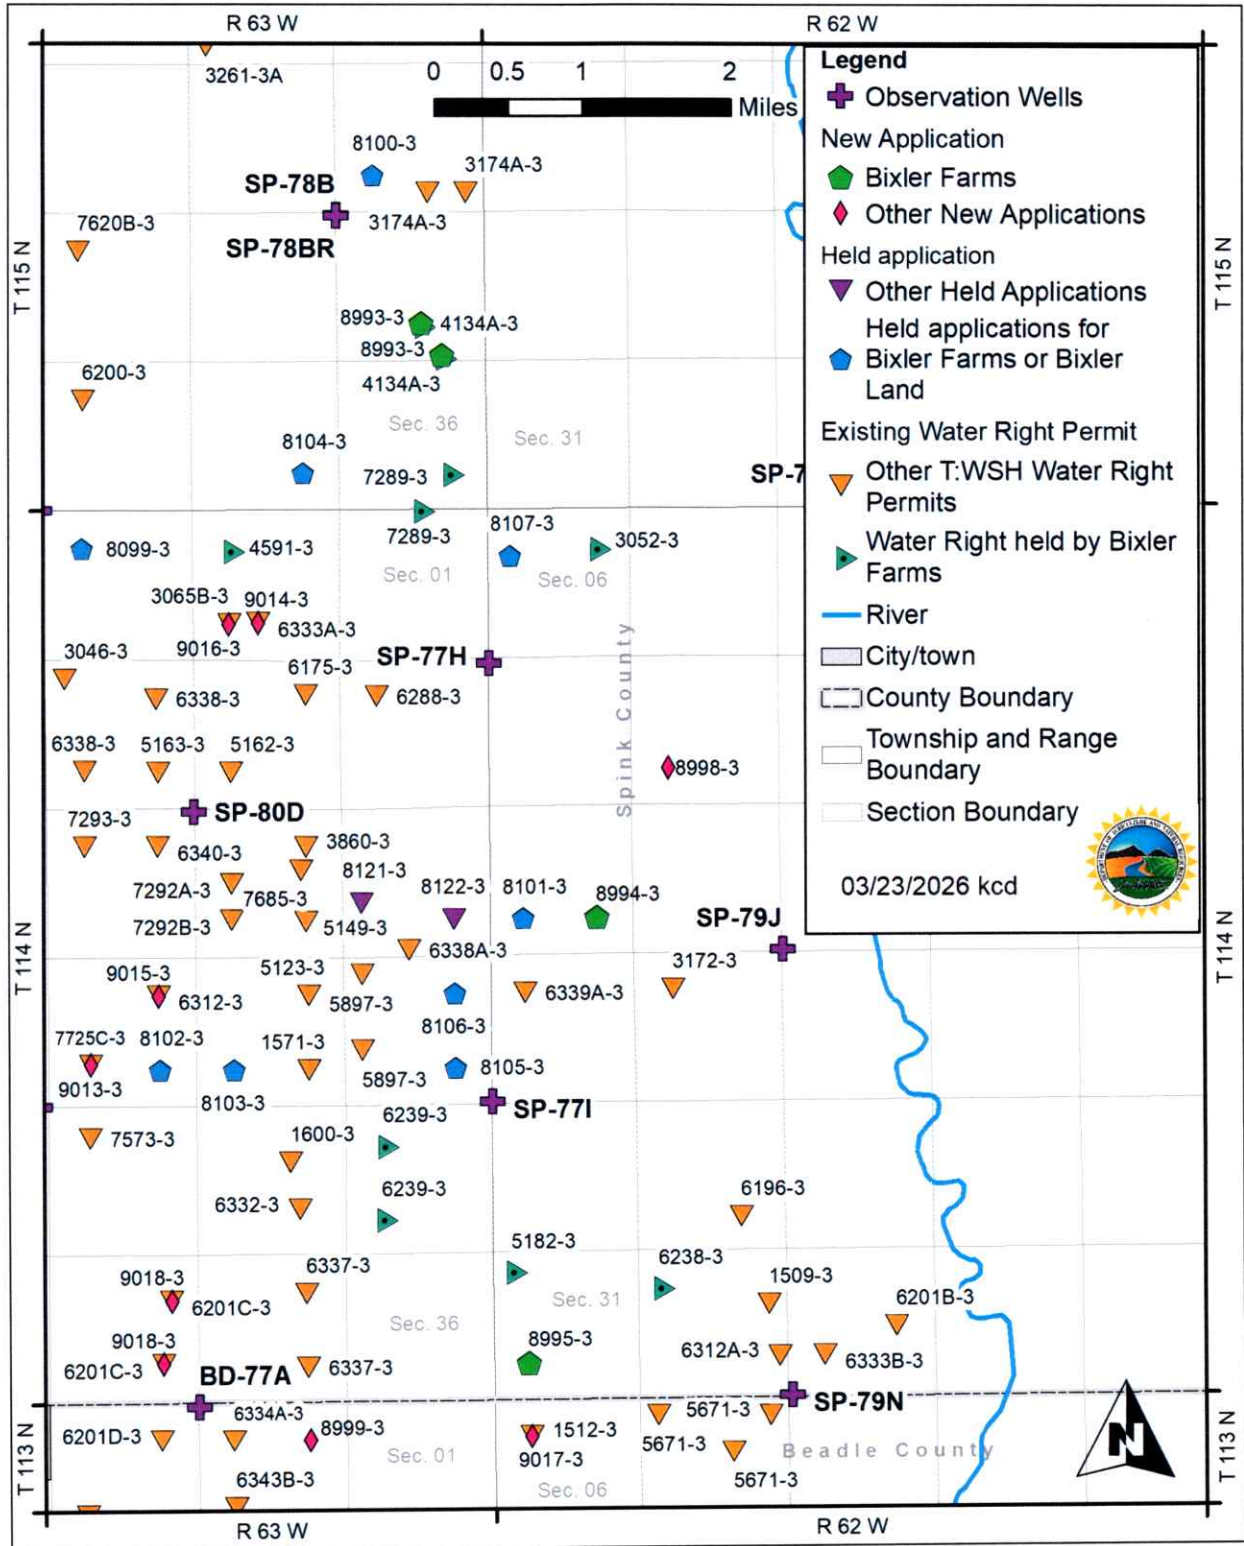 R 63 W
R 62 W
3261-3A
0 0.5 1 2
Miles
8100-3
3174A-3
SP-78B
3174A-3
SP-78BR
7620B-3
T 115 N
8993-3
4134A-3
8993-3
4134A-3
6200-3
Sec. 36
Sec. 31
8104-3
7289-3
SP-7
7289-3
8107-3
3052-3
8099-3
4591-3
Sec. 01
Sec. 06
3065B-3
9014-3
6333A-3
9016-3
3046-3
6175-3
SP-77H
6338-3
6288-3
Spink County
6338-3
5163-3
5162-3
8998-3
SP-80D
7293-3
6340-3
3860-3
8121-3
7292A-3
7685-3
8122-3
8101-3
8994-3
7292B-3
5149-3
SP-79J
6338A-3
T 114 N
9015-3
5123-3
3172-3
6312-3
5897-3
6339A-3
7725C-3
8102-3
1571-3
8106-3
9013-3
8103-3
5897-3
8105-3
SP-77I
7573-3
1600-3
6239-3
6332-3
6239-3
6196-3
5182-3
6238-3
9018-3
6337-3
1509-3
6201C-3
Sec. 36
Sec. 31
6201B-3
9018-3
8995-3
6312A-3
6333B-3
6201C-3
BD-77A
6337-3
SP-79N
T 113 N
6201D-3
6334A-3
8999-3
Sec. 01
1512-3
9017-3
5671-3
5671-3
5671-3
Beadle County
6343B-3
Sec. 06
R 63 W
R 62 W
Legend
Observation Wells
New Application
Bixler Farms
Other New Applications
Held application
Other Held Applications
Held applications for
Bixler Farms or Bixler
Land
Existing Water Right Permit
Other T:WSH Water Right
Permits
Water Right held by Bixler
Farms
River
City/town
County Boundary
Township and Range
Boundary
Section Boundary
03/23/2026 kcd
T 115 N
T 114 N
T 113 N
N